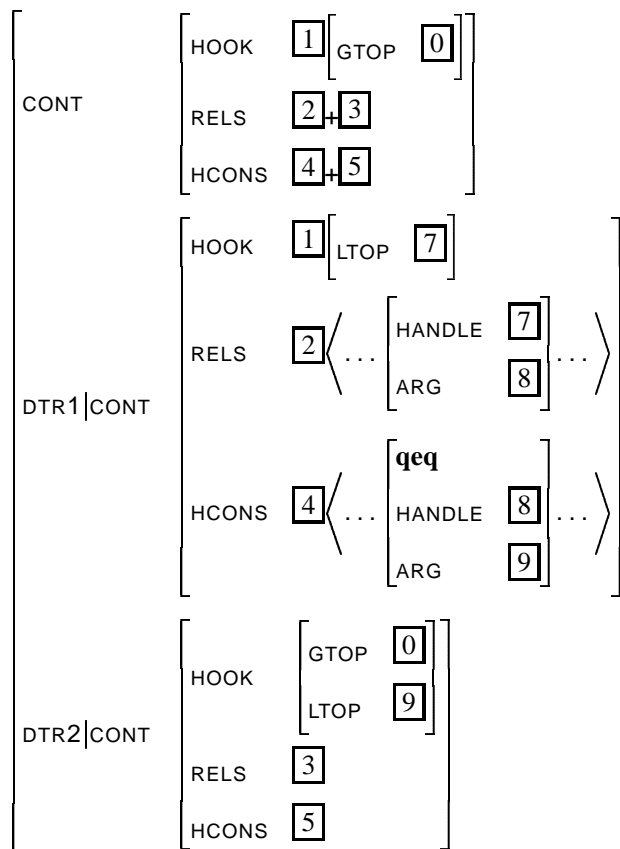 HOOK 1 GTOP 0
CONT RELS 2+3
HCONS 4+5
HOOK 1 LTOP 7
RELS 2 ... HANDLE 7 ...
ARG 8
DTR1|CONT
qeq
HCONS 4 ... HANDLE 8 ...
ARG 9
GTOP 0
HOOK
LTOP 9
DTR2|CONT
RELS 3
HCONS 5